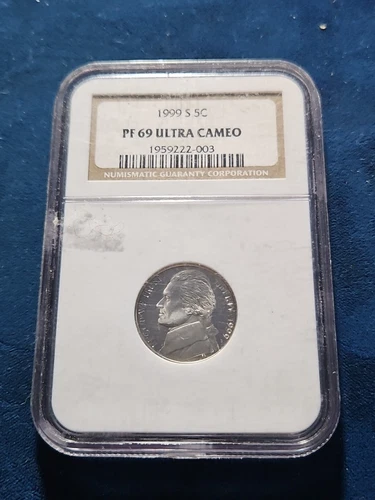 1999 S 5C
PF 69 ULTRA CAMEO
1959222-003
NUMISMATIC GUARANTY CORPORATION